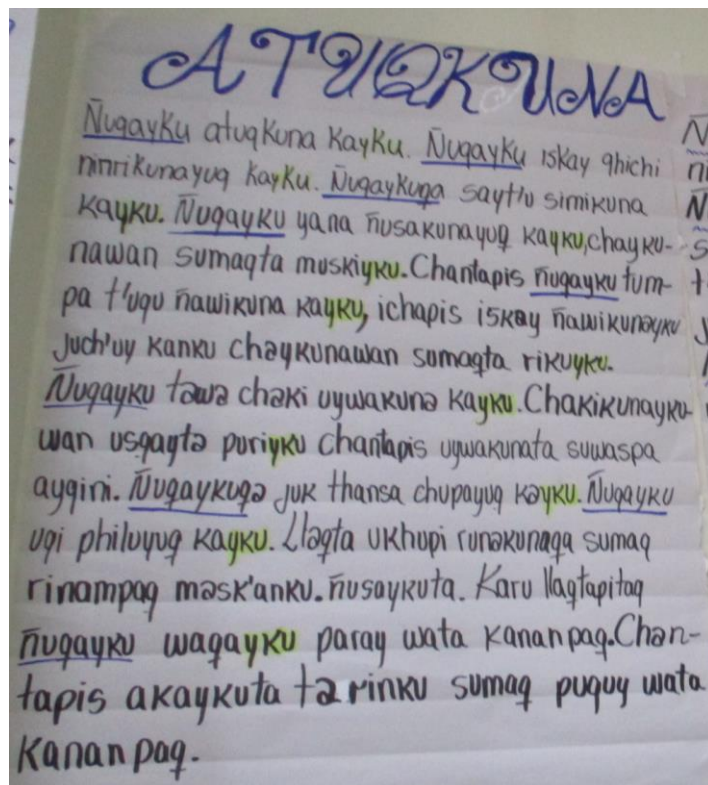 ATUQKUNA
Ñuqayku atuqkuna kayku. Ñuqayku iskay qhichi
ninrikunayuq kayku. Ñuqaykuqa sayt'u simikuna
kayku. Ñuqayku yana ñusakunayuq kayku, chayku-
nawan sumaqta muskiyku. Chantapis ñuqayku tum-
pa t'uqu ñawikuna kayku, ichapis iskay ñawikunayku
juch'uy kanku chaykunawan sumaqta rikuyku.
Ñuqayku tawa chaki uywakuna kayku. Chakikunayku-
wan usqayta puriyku chantapis uywakunata suwaspa
ayqini. Ñuqaykuqa juk thansa chupayuq kayku. Ñuqayku
uqi philuyuq kayku. Llaqta ukhupi runakunaqa sumaq
rinampaq mask'anku. ñusaykuta. Karu llaqtapitaq
ñuqayku waqayku paray wata kananpaq. Chan-
tapis akaykuta tarinku sumaq puquy wata
kananpaq.